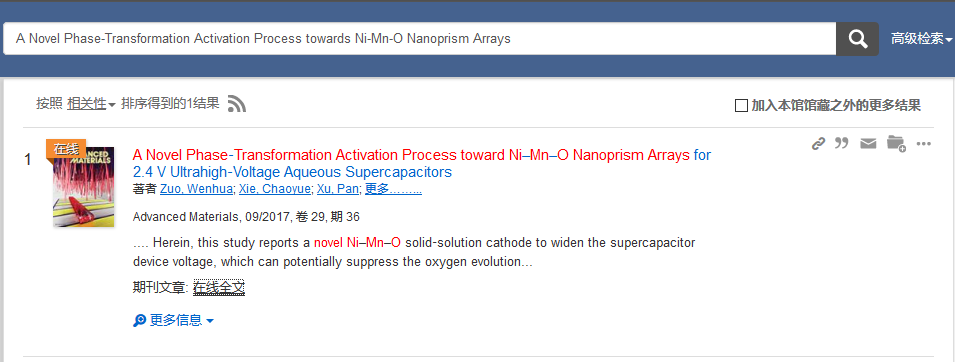 A Novel Phase-Transformation Activation Process towards Ni-Mn-O Nanoprism Arrays
高级检索
按照 相关性 排序得到的1结果
加入本馆馆藏之外的更多结果
1
在线
ADVANCED
MATERIALS
A Novel Phase-Transformation Activation Process toward Ni–Mn–O Nanoprism Arrays for
2.4 V Ultrahigh-Voltage Aqueous Supercapacitors
著者 Zuo, Wenhua; Xie, Chaoyue; Xu, Pan; 更多………
Advanced Materials, 09/2017, 卷 29, 期 36
.... Herein, this study reports a novel Ni–Mn–O solid-solution cathode to widen the supercapacitor
device voltage, which can potentially suppress the oxygen evolution…
期刊文章: 在线全文
更多信息